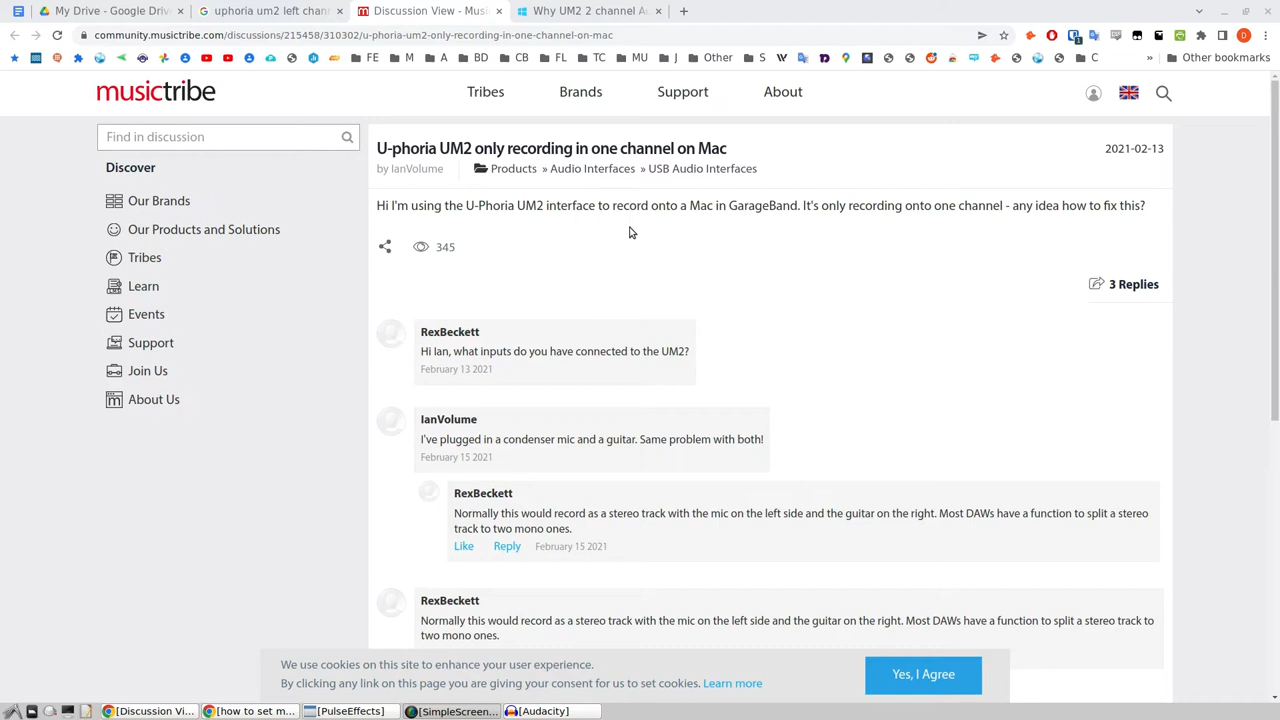 My Drive - Google Driv
uphoria um2 left chan
Discussion View - Musi
Why UM2 2 channel A
community.musictribe.com/discussions/215458/310302/u-phoria-um2-only-recording-in-one-channel-on-mac
FE
M
A
BD
CB
FL
TC
MU
J
Other
S
C
»
Other bookmarks
musictribe
Tribes
Brands
Support
About
Find in discussion
Discover
Our Brands
Our Products and Solutions
Tribes
Learn
Events
Support
Join Us
About Us
U-phoria UM2 only recording in one channel on Mac
2021-02-13
by IanVolume
Products » Audio Interfaces » USB Audio Interfaces
Hi I'm using the U-Phoria UM2 interface to record onto a Mac in GarageBand. It's only recording onto one channel - any idea how to fix this?
345
3 Replies
RexBeckett
Hi Ian, what inputs do you have connected to the UM2?
February 13 2021
IanVolume
I've plugged in a condenser mic and a guitar. Same problem with both!
February 15 2021
RexBeckett
Normally this would record as a stereo track with the mic on the left side and the guitar on the right. Most DAWs have a function to split a stereo
track to two mono ones.
Like Reply February 15 2021
RexBeckett
Normally this would record as a stereo track with the mic on the left side and the guitar on the right. Most DAWs have a function to split a stereo track to
two mono ones.
We use cookies on this site to enhance your user experience.
By clicking any link on this page you are giving your consent for us to set cookies. Learn more
Yes, I Agree
[Discussion Vi...
[how to set m...
[PulseEffects]
[SimpleScreen...
[Audacity]